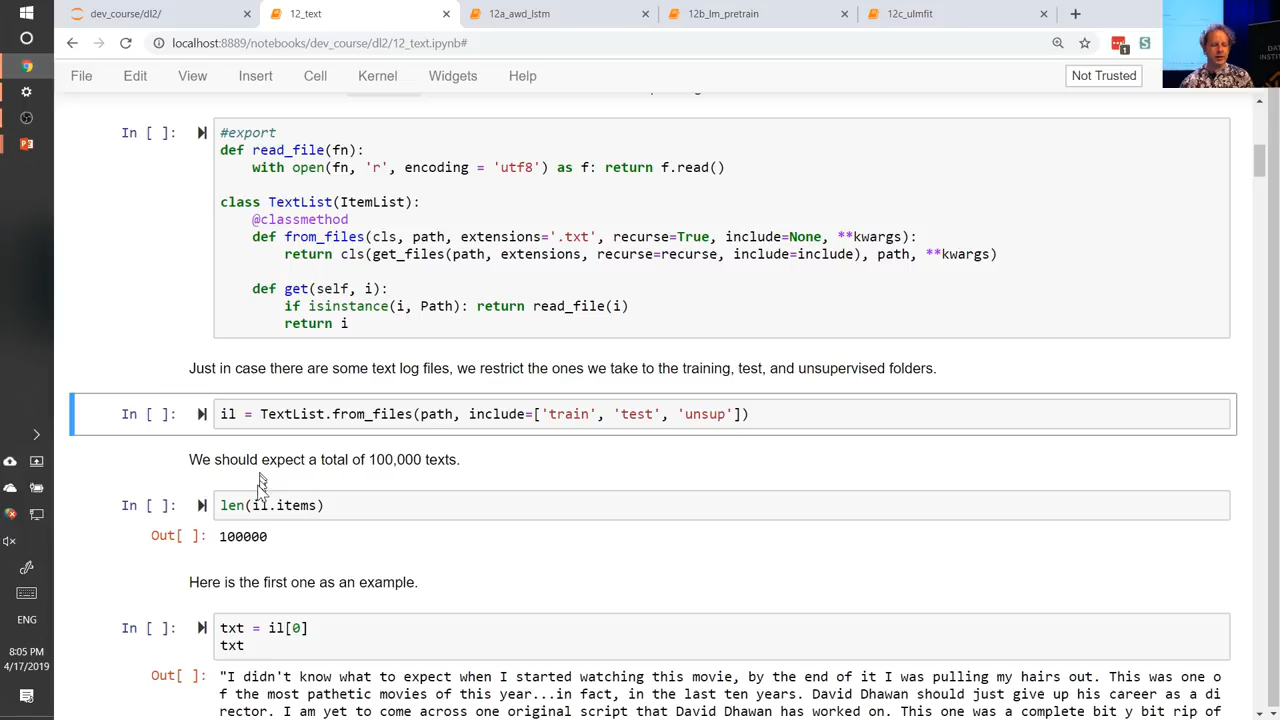 dev_course/dl2/
12_text
12a_awd_lstm
12b_lm_pretrain
12c_ulmfit
localhost:8889/notebooks/dev_course/dl2/12_text.ipynb#
1
S
File Edit View Insert Cell Kernel Widgets Help
Not Trusted
In [ ]:
#export
def read_file(fn):
    with open(fn, 'r', encoding = 'utf8') as f: return f.read()
class TextList(ItemList):
    @classmethod
    def from_files(cls, path, extensions='.txt', recurse=True, include=None, **kwargs):
        return cls(get_files(path, extensions, recurse=recurse, include=include), path, **kwargs)
    def get(self, i):
        if isinstance(i, Path): return read_file(i)
        return i
Just in case there are some text log files, we restrict the ones we take to the training, test, and unsupervised folders.
In [ ]: il = TextList.from_files(path, include=['train', 'test', 'unsup'])
We should expect a total of 100,000 texts.
In [ ]: len(il.items)
Out[ ]: 100000
Here is the first one as an example.
In [ ]: txt = il[0]
txt
Out[ ]: "I didn't know what to expect when I started watching this movie, by the end of it I was pulling my hairs out. This was one o
f the most pathetic movies of this year...in fact, in the last ten years. David Dhawan should just give up his career as a di
rector. I am yet to come across one original script that David Dhawan has worked on. This one was a complete bit y bit rip of
ENG
8:05 PM
4/17/2019
DAT
INSTIT